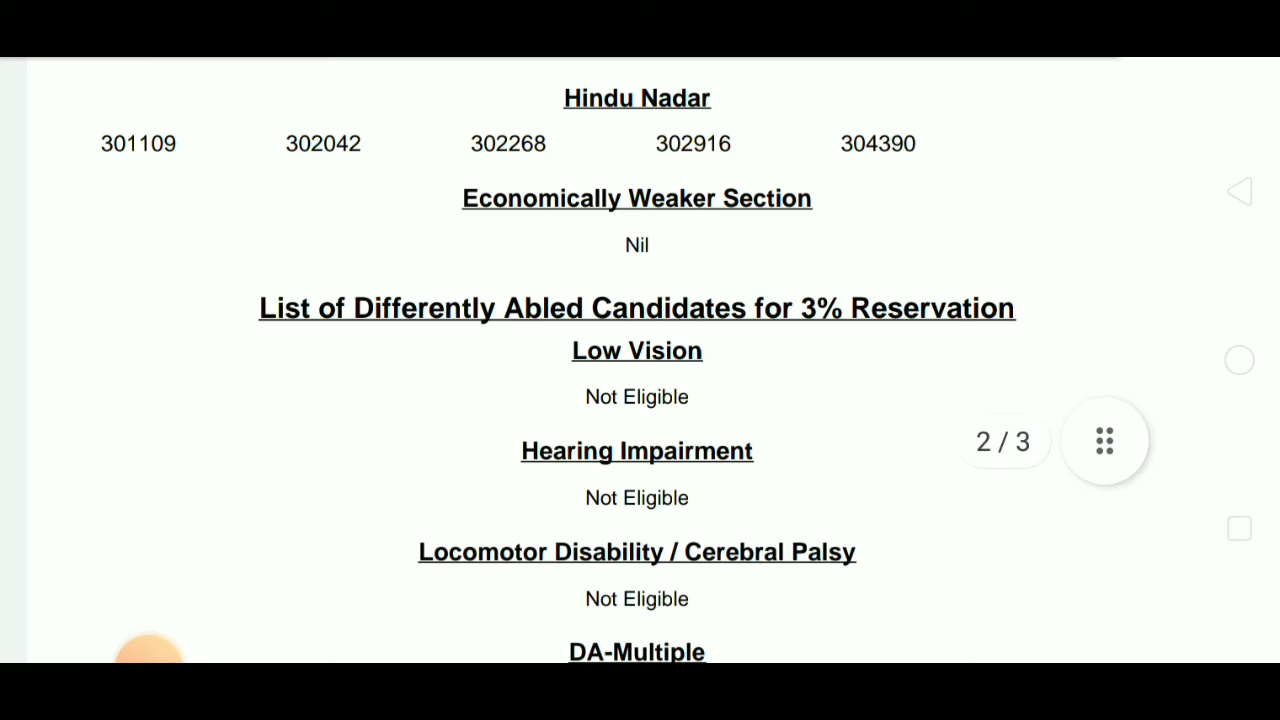 Hindu Nadar
301109 302042 302268 302916 304390
Economically Weaker Section
Nil
List of Differently Abled Candidates for 3% Reservation
Low Vision
Not Eligible
Hearing Impairment
2 / 3
Not Eligible
Locomotor Disability / Cerebral Palsy
Not Eligible
DA-Multiple